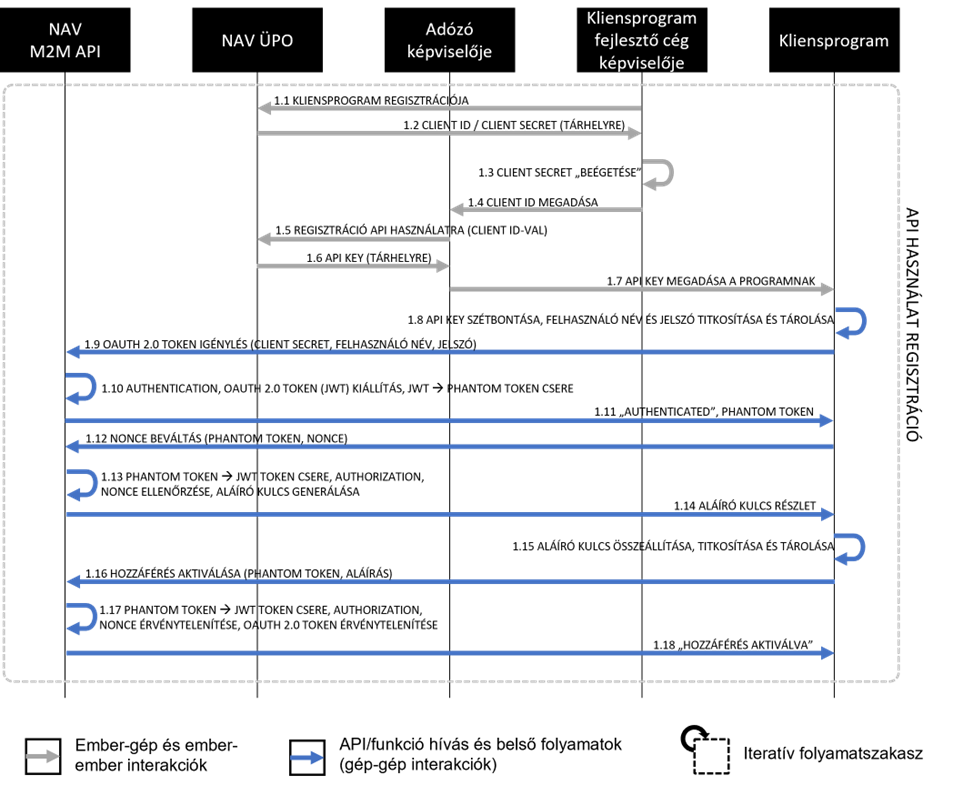 NAV
M2M API
NAV ÜPO
Adózó
képviselője
Kliensprogram
fejlesztő cég
képviselője
Kliensprogram
1.1 KLIENSPROGRAM REGISZTRÁCIÓJA
1.2 CLIENT ID / CLIENT SECRET (TÁRHELYRE)
1.3 CLIENT SECRET „BEÉGETÉSE”
1.4 CLIENT ID MEGADÁSA
1.5 REGISZTRÁCIÓ API HASZNÁLATRA (CLIENT ID-VAL)
1.6 API KEY (TÁRHELYRE)
1.7 API KEY MEGADÁSA A PROGRAMNAK
1.8 API KEY SZÉTBONTÁSA, FELHASZNÁLÓ NÉV ÉS JELSZÓ TITKOSÍTÁSA ÉS TÁROLÁSA
1.9 OAUTH 2.0 TOKEN IGÉNYLÉS (CLIENT SECRET, FELHASZNÁLÓ NÉV, JELSZÓ)
1.10 AUTHENTICATION, OAUTH 2.0 TOKEN (JWT) KIÁLLÍTÁS, JWT → PHANTOM TOKEN CSERE
1.11 „AUTHENTICATED”, PHANTOM TOKEN
1.12 NONCE BEVÁLTÁS (PHANTOM TOKEN, NONCE)
1.13 PHANTOM TOKEN → JWT TOKEN CSERE, AUTHORIZATION,
NONCE ELLENŐRZÉSE, ALÁÍRÓ KULCS GENERÁLÁSA
1.14 ALÁÍRÓ KULCS RÉSZLET
1.15 ALÁÍRÓ KULCS ÖSSZEÁLLÍTÁSA, TITKOSÍTÁSA ÉS TÁROLÁSA
1.16 HOZZÁFÉRÉS AKTIVÁLÁSA (PHANTOM TOKEN, ALÁÍRÁS)
1.17 PHANTOM TOKEN → JWT TOKEN CSERE, AUTHORIZATION,
NONCE ÉRVÉNYTELENÍTÉSE, OAUTH 2.0 TOKEN ÉRVÉNYTELENÍTÉSE
1.18 „HOZZÁFÉRÉS AKTIVÁLVA”
API HASZNÁLAT REGISZTRÁCIÓ
Ember-gép és ember-
ember interakciók
API/funkció hívás és belső folyamatok
(gép-gép interakciók)
Iteratív folyamatszakasz